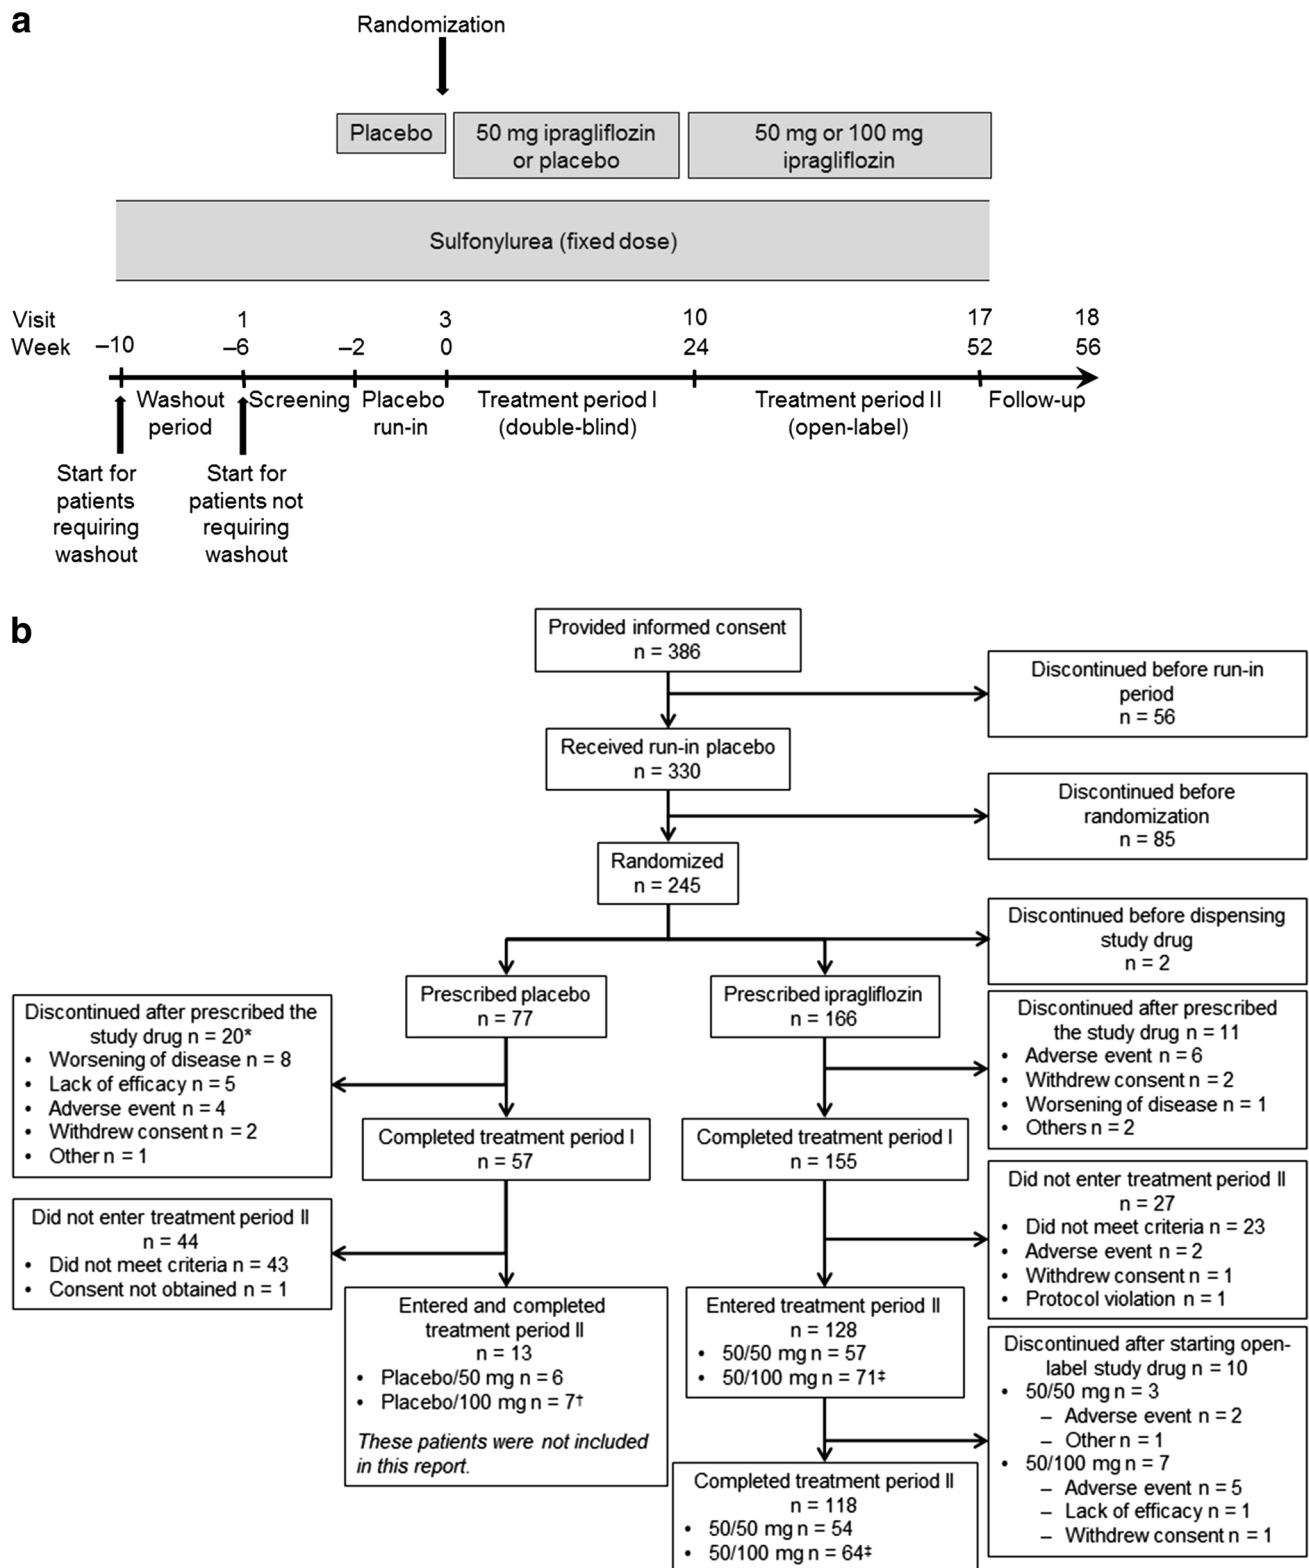 a
Randomization
Placebo
50 mg ipragliflozin
or placebo
50 mg or 100 mg
ipragliflozin
Sulfonylurea (fixed dose)
Visit 1 3 10 17 18
Week –10 –6 –2 0 24 52 56
Washout
period
Screening
Placebo
run-in
Treatment period I
(double-blind)
Treatment period II
(open-label)
Follow-up
Start for
patients
requiring
washout
Start for
patients not
requiring
washout
b
Provided informed consent
n = 386
Discontinued before run-in
period
n = 56
Received run-in placebo
n = 330
Discontinued before
randomization
n = 85
Randomized
n = 245
Discontinued before dispensing
study drug
n = 2
Prescribed placebo
n = 77
Prescribed ipragliflozin
n = 166
Discontinued after prescribed the
study drug n = 20*
• Worsening of disease n = 8
• Lack of efficacy n = 5
• Adverse event n = 4
• Withdrew consent n = 2
• Other n = 1
Discontinued after prescribed
the study drug n = 11
• Adverse event n = 6
• Withdrew consent n = 2
• Worsening of disease n = 1
• Others n = 2
Completed treatment period I
n = 57
Completed treatment period I
n = 155
Did not enter treatment period II
n = 44
• Did not meet criteria n = 43
• Consent not obtained n = 1
Did not enter treatment period II
n = 27
• Did not meet criteria n = 23
• Adverse event n = 2
• Withdrew consent n = 1
• Protocol violation n = 1
Entered and completed
treatment period II
n = 13
• Placebo/50 mg n = 6
• Placebo/100 mg n = 7†
These patients were not included
in this report.
Entered treatment period II
n = 128
• 50/50 mg n = 57
• 50/100 mg n = 71‡
Discontinued after starting open-
label study drug n = 10
• 50/50 mg n = 3
– Adverse event n = 2
– Other n = 1
• 50/100 mg n = 7
– Adverse event n = 5
– Lack of efficacy n = 1
– Withdrew consent n = 1
Completed treatment period II
n = 118
• 50/50 mg n = 54
• 50/100 mg n = 64‡